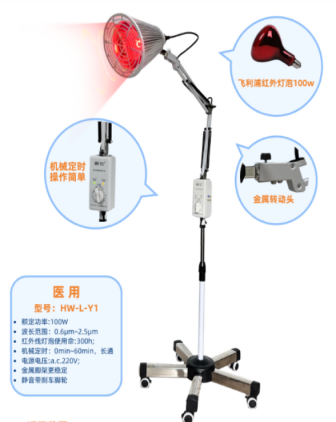 飞利浦红外灯泡100w
机械定时
操作简单
金属转动头
医用
型号：HW-L-Y1
额定功率:100W
波长范围：0.6μm~2.5μm
红外线灯泡使用命:300h;
机械定时：0min~60min，长通
电源电压:a.c.220V;
金属脚架更稳定
静音带刹车脚轮